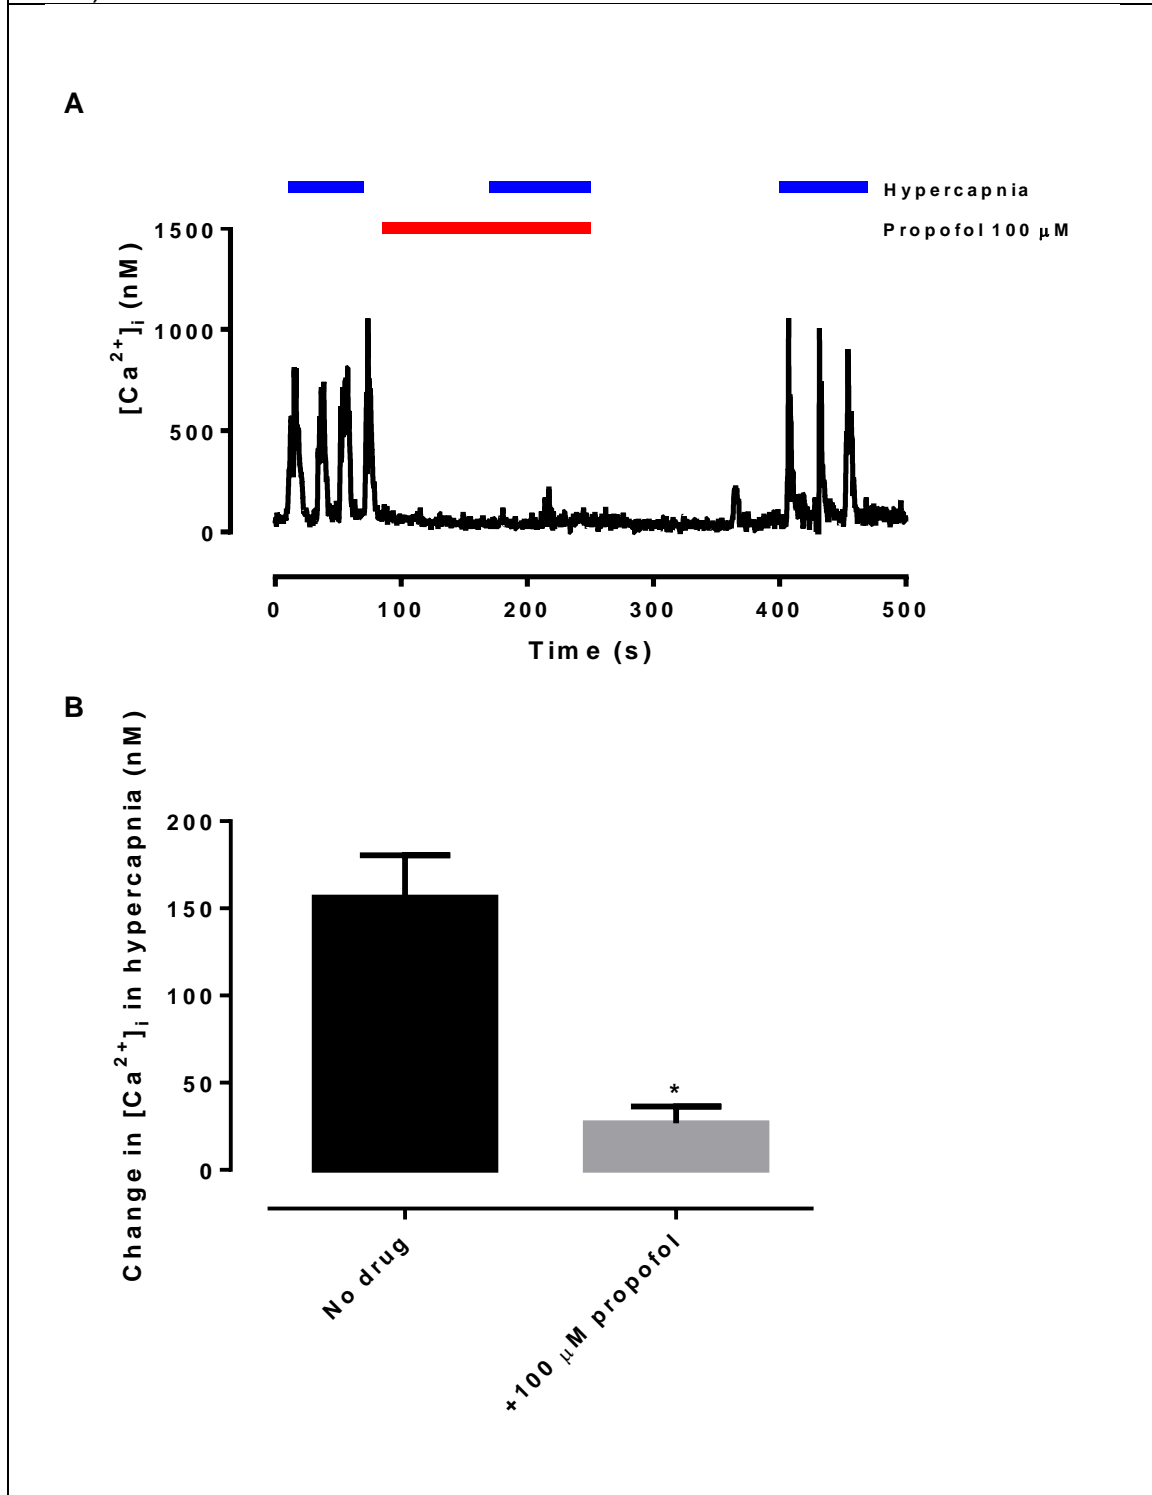 A
Hypercapnia
Propofol 100 μM
[Ca2+]i (nM)
1500
1000
500
0
0 100 200 300 400 500
Time (s)
B
Change in [Ca2+]i in hypercapnia (nM)
200
150
100
50
0
*
No drug
+100 μM propofol